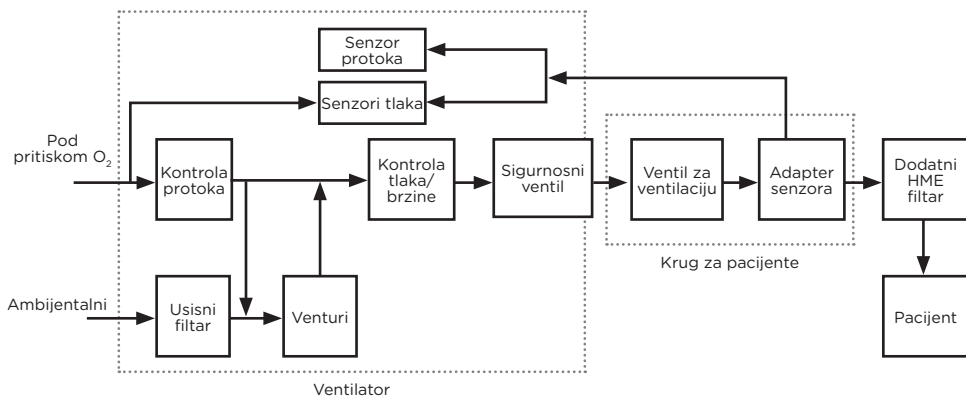 Senzor
protoka
Senzori tlaka
Pod
pritiskom O₂
Kontrola
protoka
Kontrola
tlaka/
brzine
Sigurnosni
ventil
Ventil za
ventilaciju
Adapter
senzora
Dodatni
HME
filtar
Krug za pacijente
Ambijentalni
Usisni
filtar
Venturi
Pacijent
Ventilator